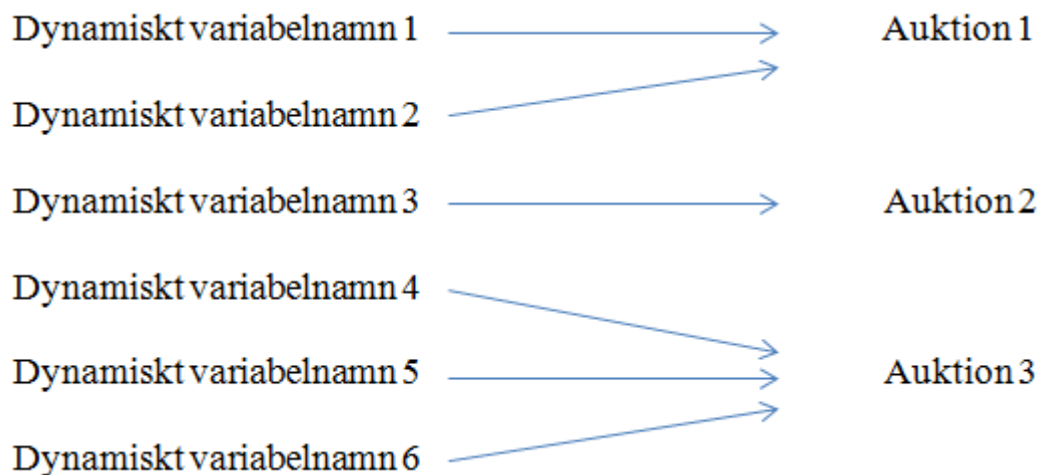 Dynamiskt variabelnamn 1 Auktion 1
Dynamiskt variabelnamn 2
Dynamiskt variabelnamn 3 Auktion 2
Dynamiskt variabelnamn 4
Dynamiskt variabelnamn 5 Auktion 3
Dynamiskt variabelnamn 6